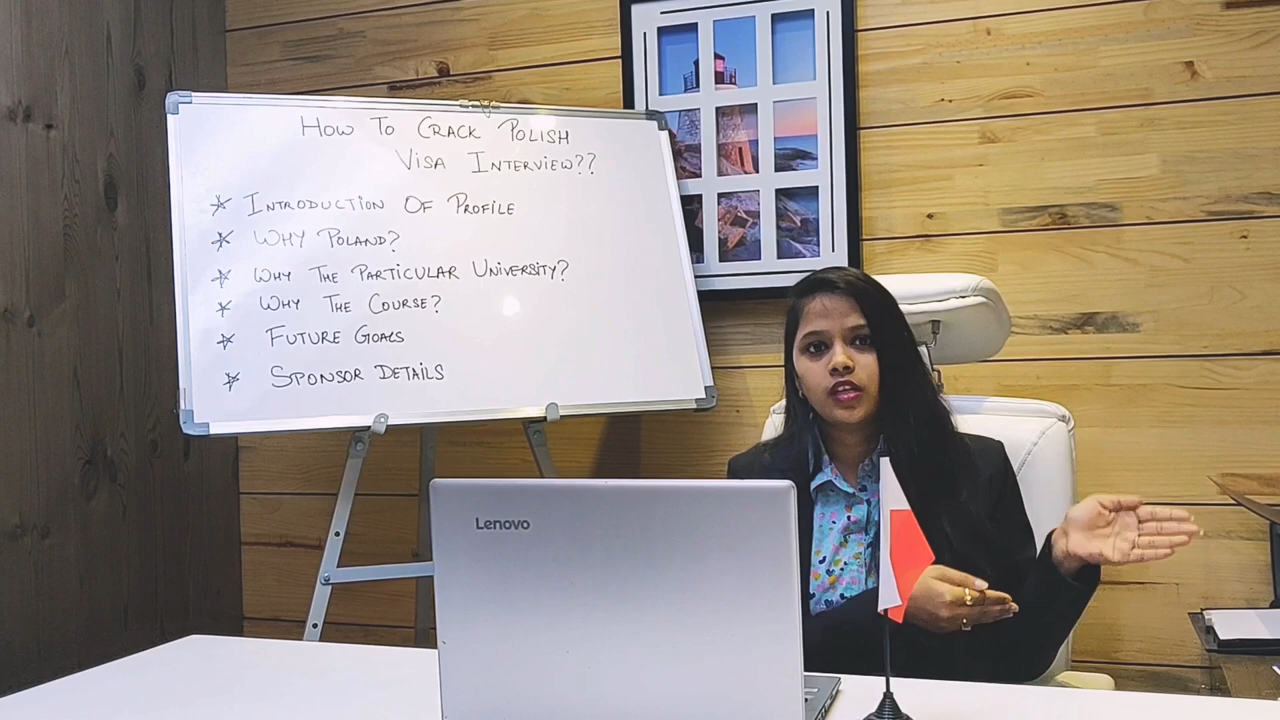 How To Crack Polish
Visa Interview??
* Introduction Of Profile
* Why Poland?
* Why The Particular University?
* Why The Course?
* Future Goals
* Sponsor Details
Lenovo